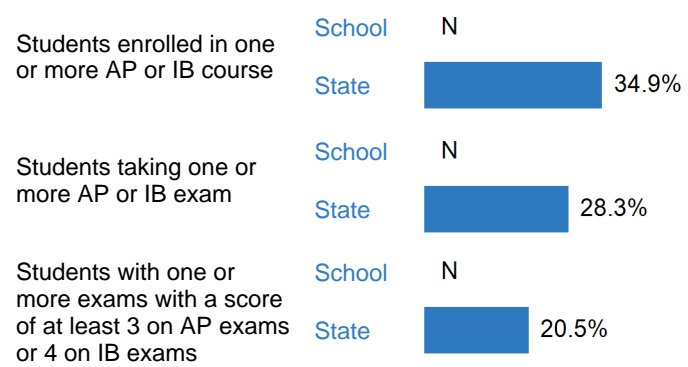 Students enrolled in one
or more AP or IB course
School N
State 34.9%
Students taking one or
more AP or IB exam
School N
State 28.3%
Students with one or
more exams with a score
of at least 3 on AP exams
or 4 on IB exams
School N
State 20.5%